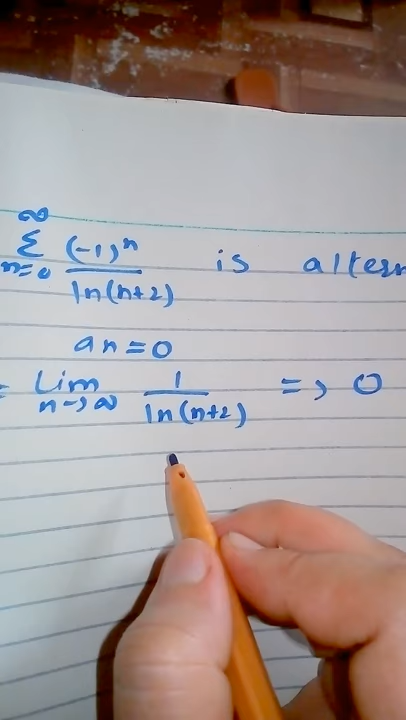 ∞
Σ (-1)^n / ln(n+2) is altern
n=0
an = 0
= Lim n→∞ 1 / ln(n+2) => 0